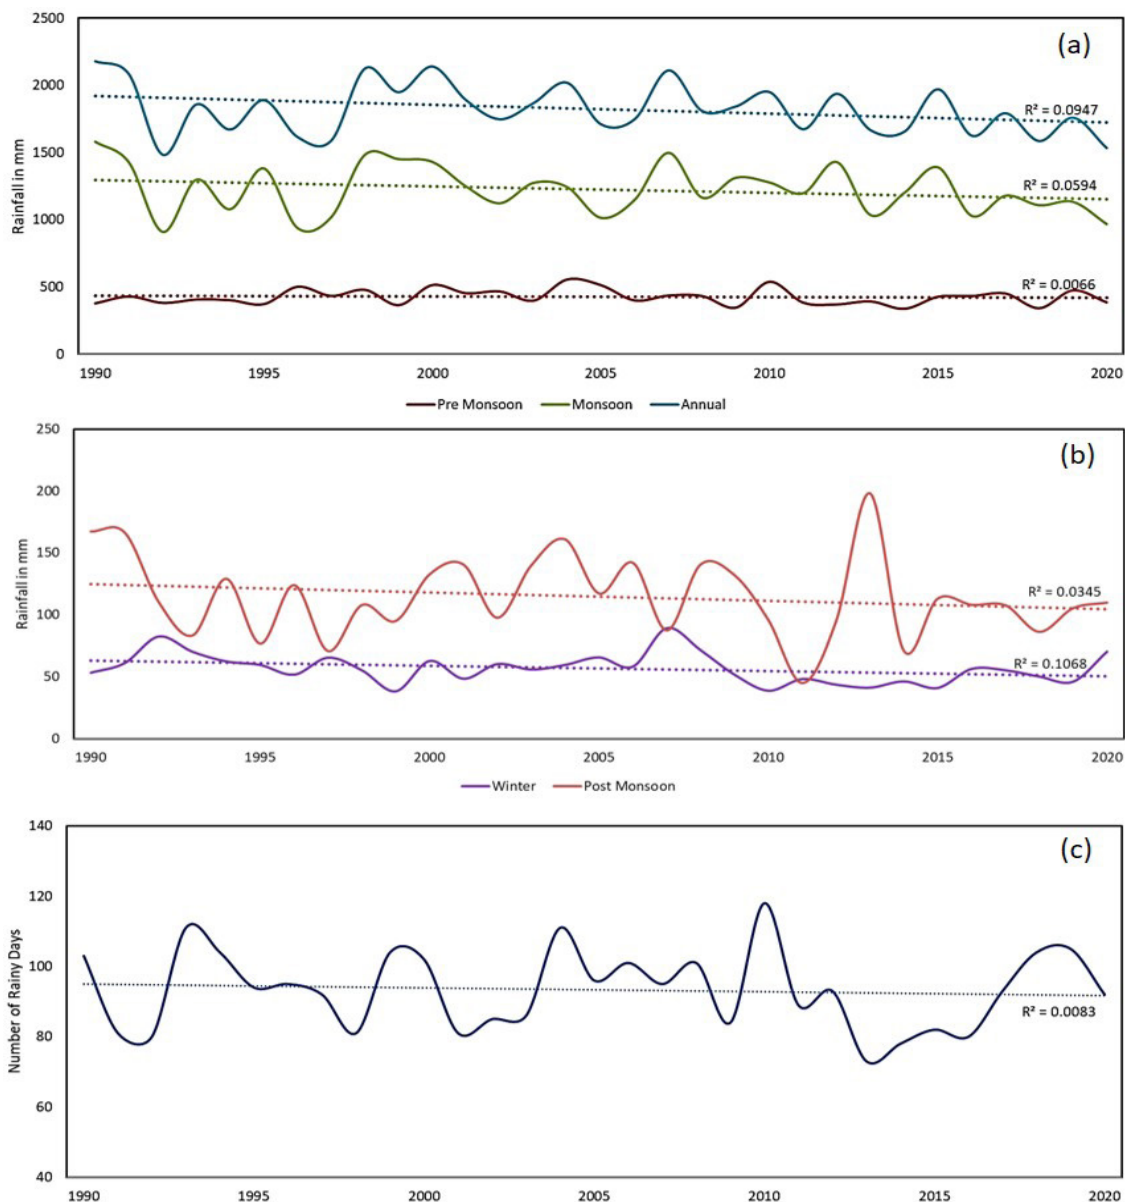 (a)
2500
2000
1500
1000
500
0
Rainfall in mm
R² = 0.0947
R² = 0.0594
R² = 0.0066
1990 1995 2000 2005 2010 2015 2020
Pre Monsoon Monsoon Annual
(b)
250
200
150
100
50
0
Rainfall in mm
R² = 0.0345
R² = 0.1068
1990 1995 2000 2005 2010 2015 2020
Winter Post Monsoon
(c)
140
120
100
80
60
40
Number of Rainy Days
R² = 0.0083
1990 1995 2000 2005 2010 2015 2020